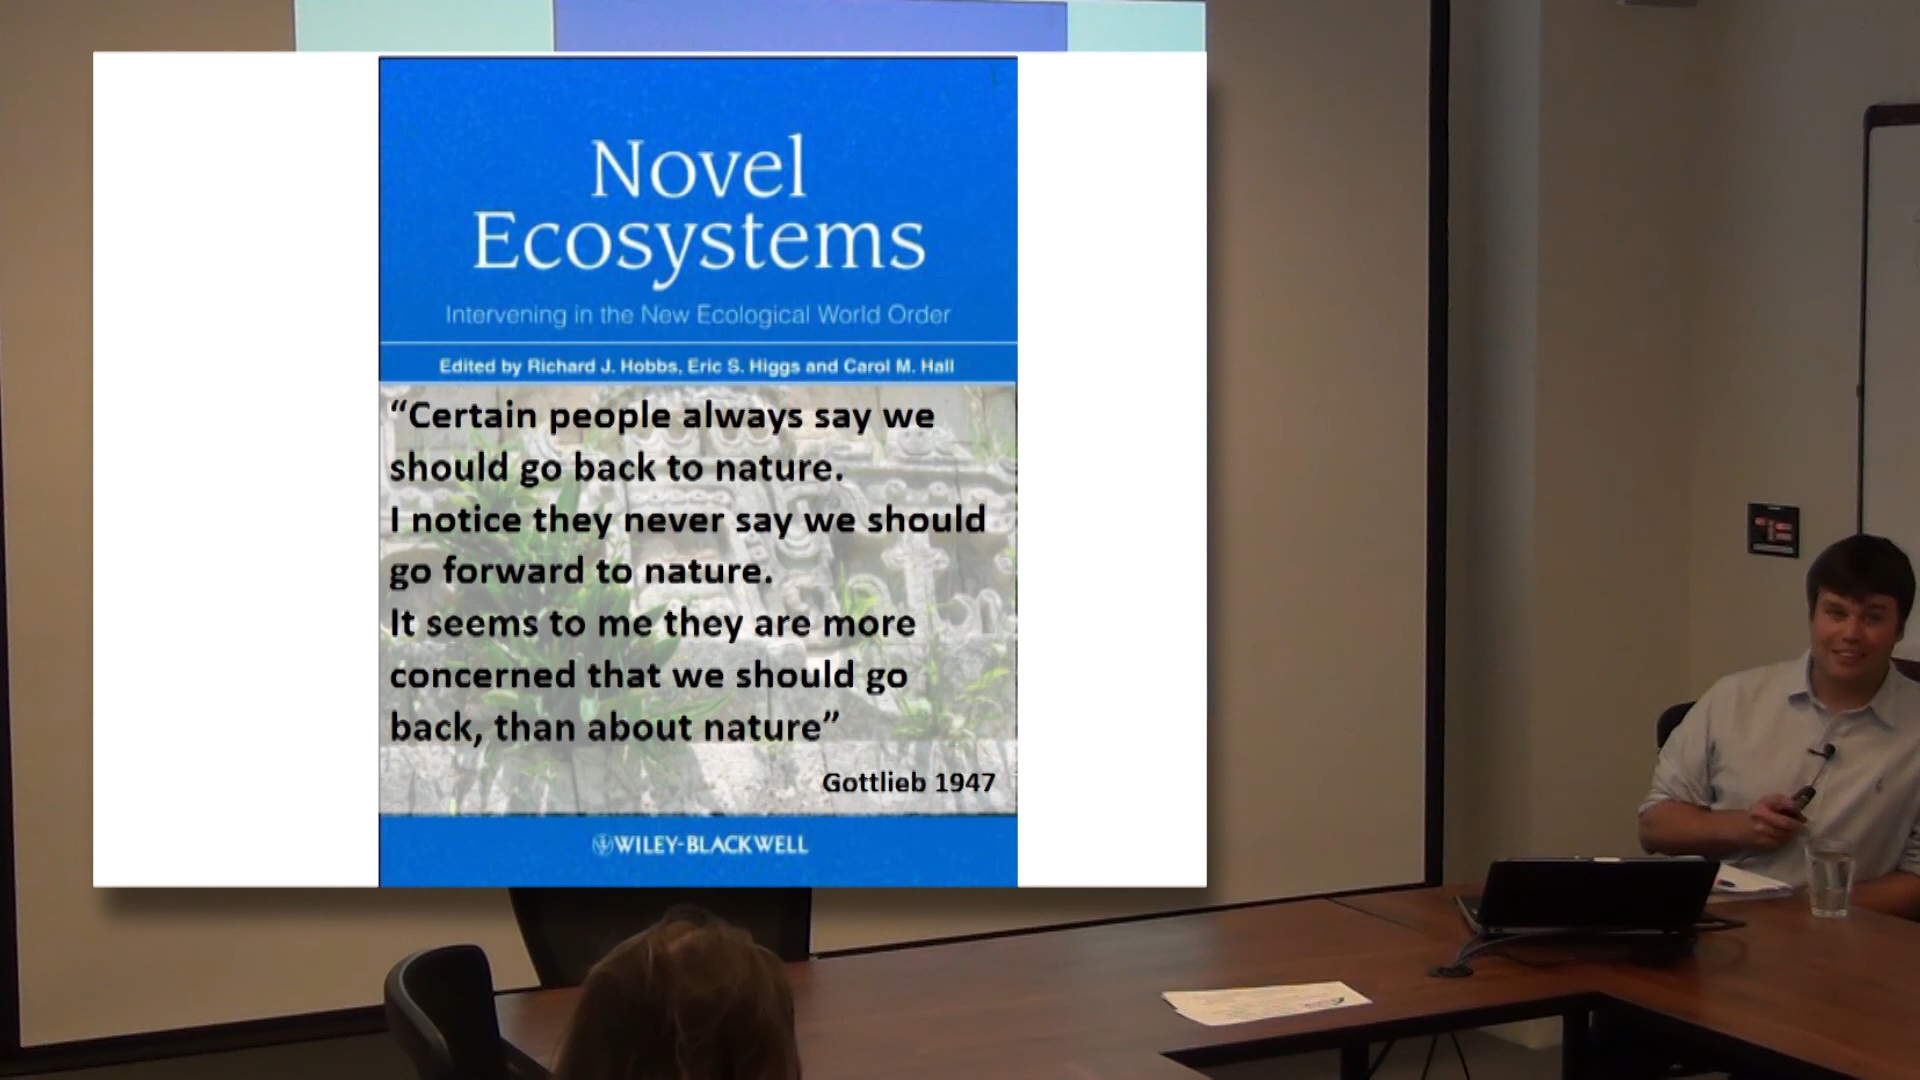 Novel
Ecosystems
Intervening in the New Ecological World Order
Edited by Richard J. Hobbs, Eric S. Higgs and Carol M. Hall
“Certain people always say we
should go back to nature.
I notice they never say we should
go forward to nature.
It seems to me they are more
concerned that we should go
back, than about nature”
Gottlieb 1947
WILEY-BLACKWELL